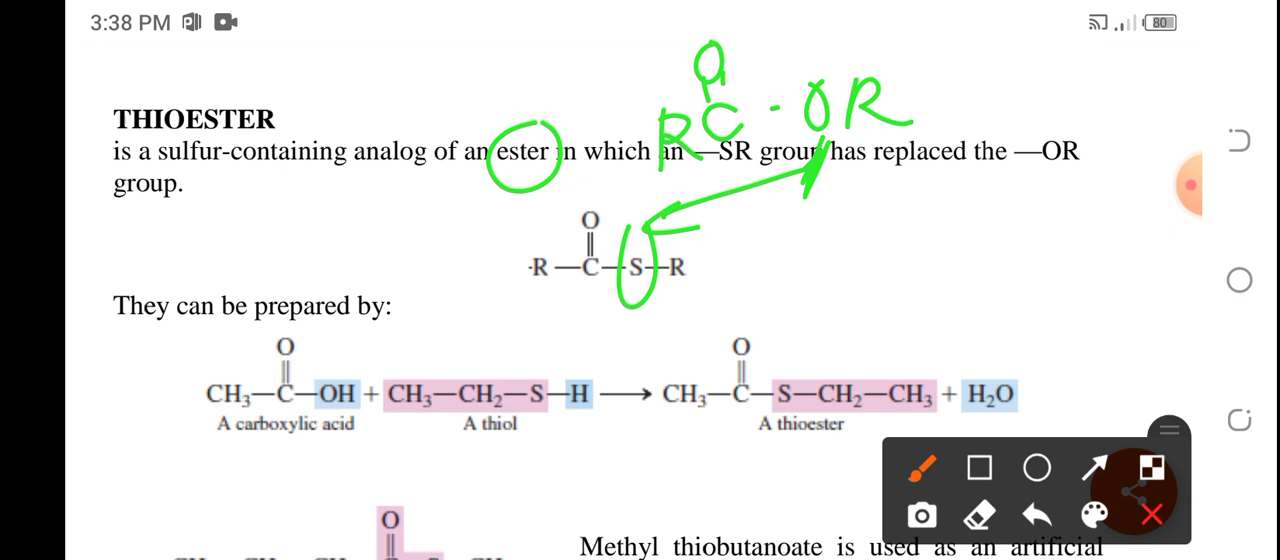 3:38 PM
80
O
RC - OR
THIOESTER
is a sulfur-containing analog of an ester in which an —SR group has replaced the —OR
group.
O
-R—C—S—R
They can be prepared by:
O O
CH3—C—OH + CH3—CH2—S—H ⟶ CH3—C—S—CH2—CH3 + H2O
A carboxylic acid A thiol A thioester
O
Methyl thiobutanoate is used as an artificial